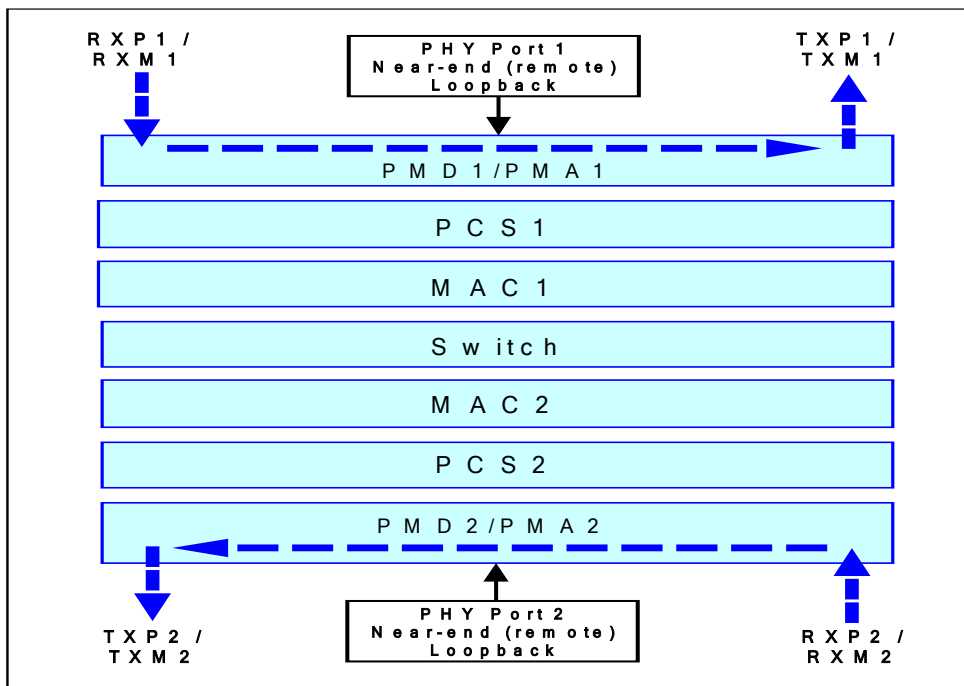 RXP1 /
RXM1
PHY Port 1
Near-end (remote)
Loopback
TXP1 /
TXM1
PMD1/PMA1
PCS1
MAC1
Switch
MAC2
PCS2
PMD2/PMA2
TXP2 /
TXM2
PHY Port 2
Near-end (remote)
Loopback
RXP2 /
RXM2